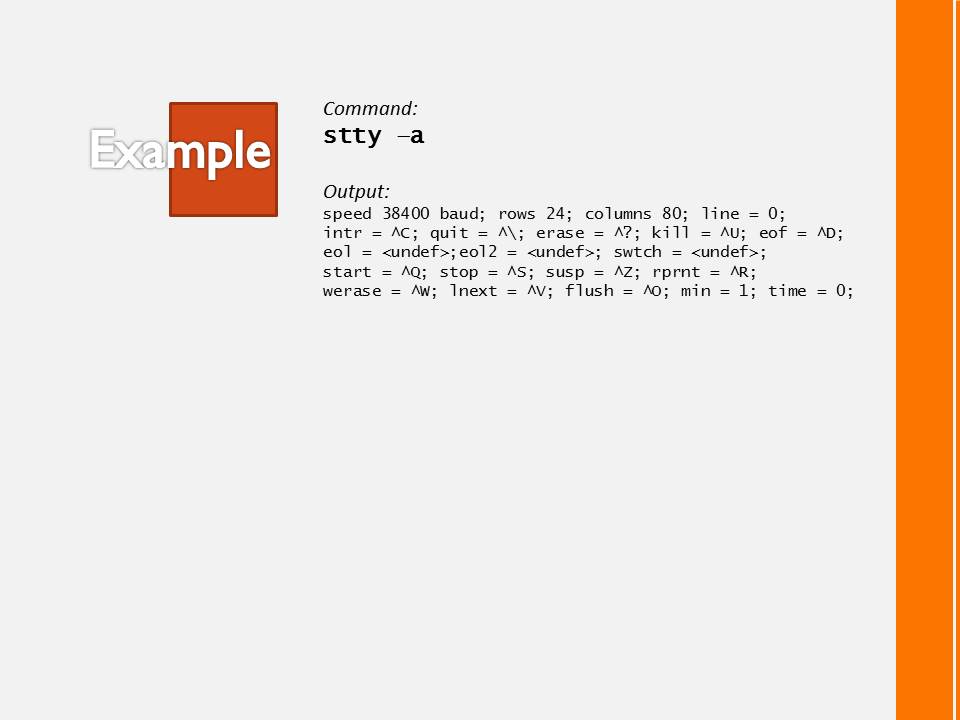 Example
Command:
stty –a
Output:
speed 38400 baud; rows 24; columns 80; line = 0;
intr = ^C; quit = ^\; erase = ^?; kill = ^U; eof = ^D;
eol = <undef>;eol2 = <undef>; swtch = <undef>;
start = ^Q; stop = ^S; susp = ^Z; rprnt = ^R;
werase = ^W; lnext = ^V; flush = ^O; min = 1; time = 0;